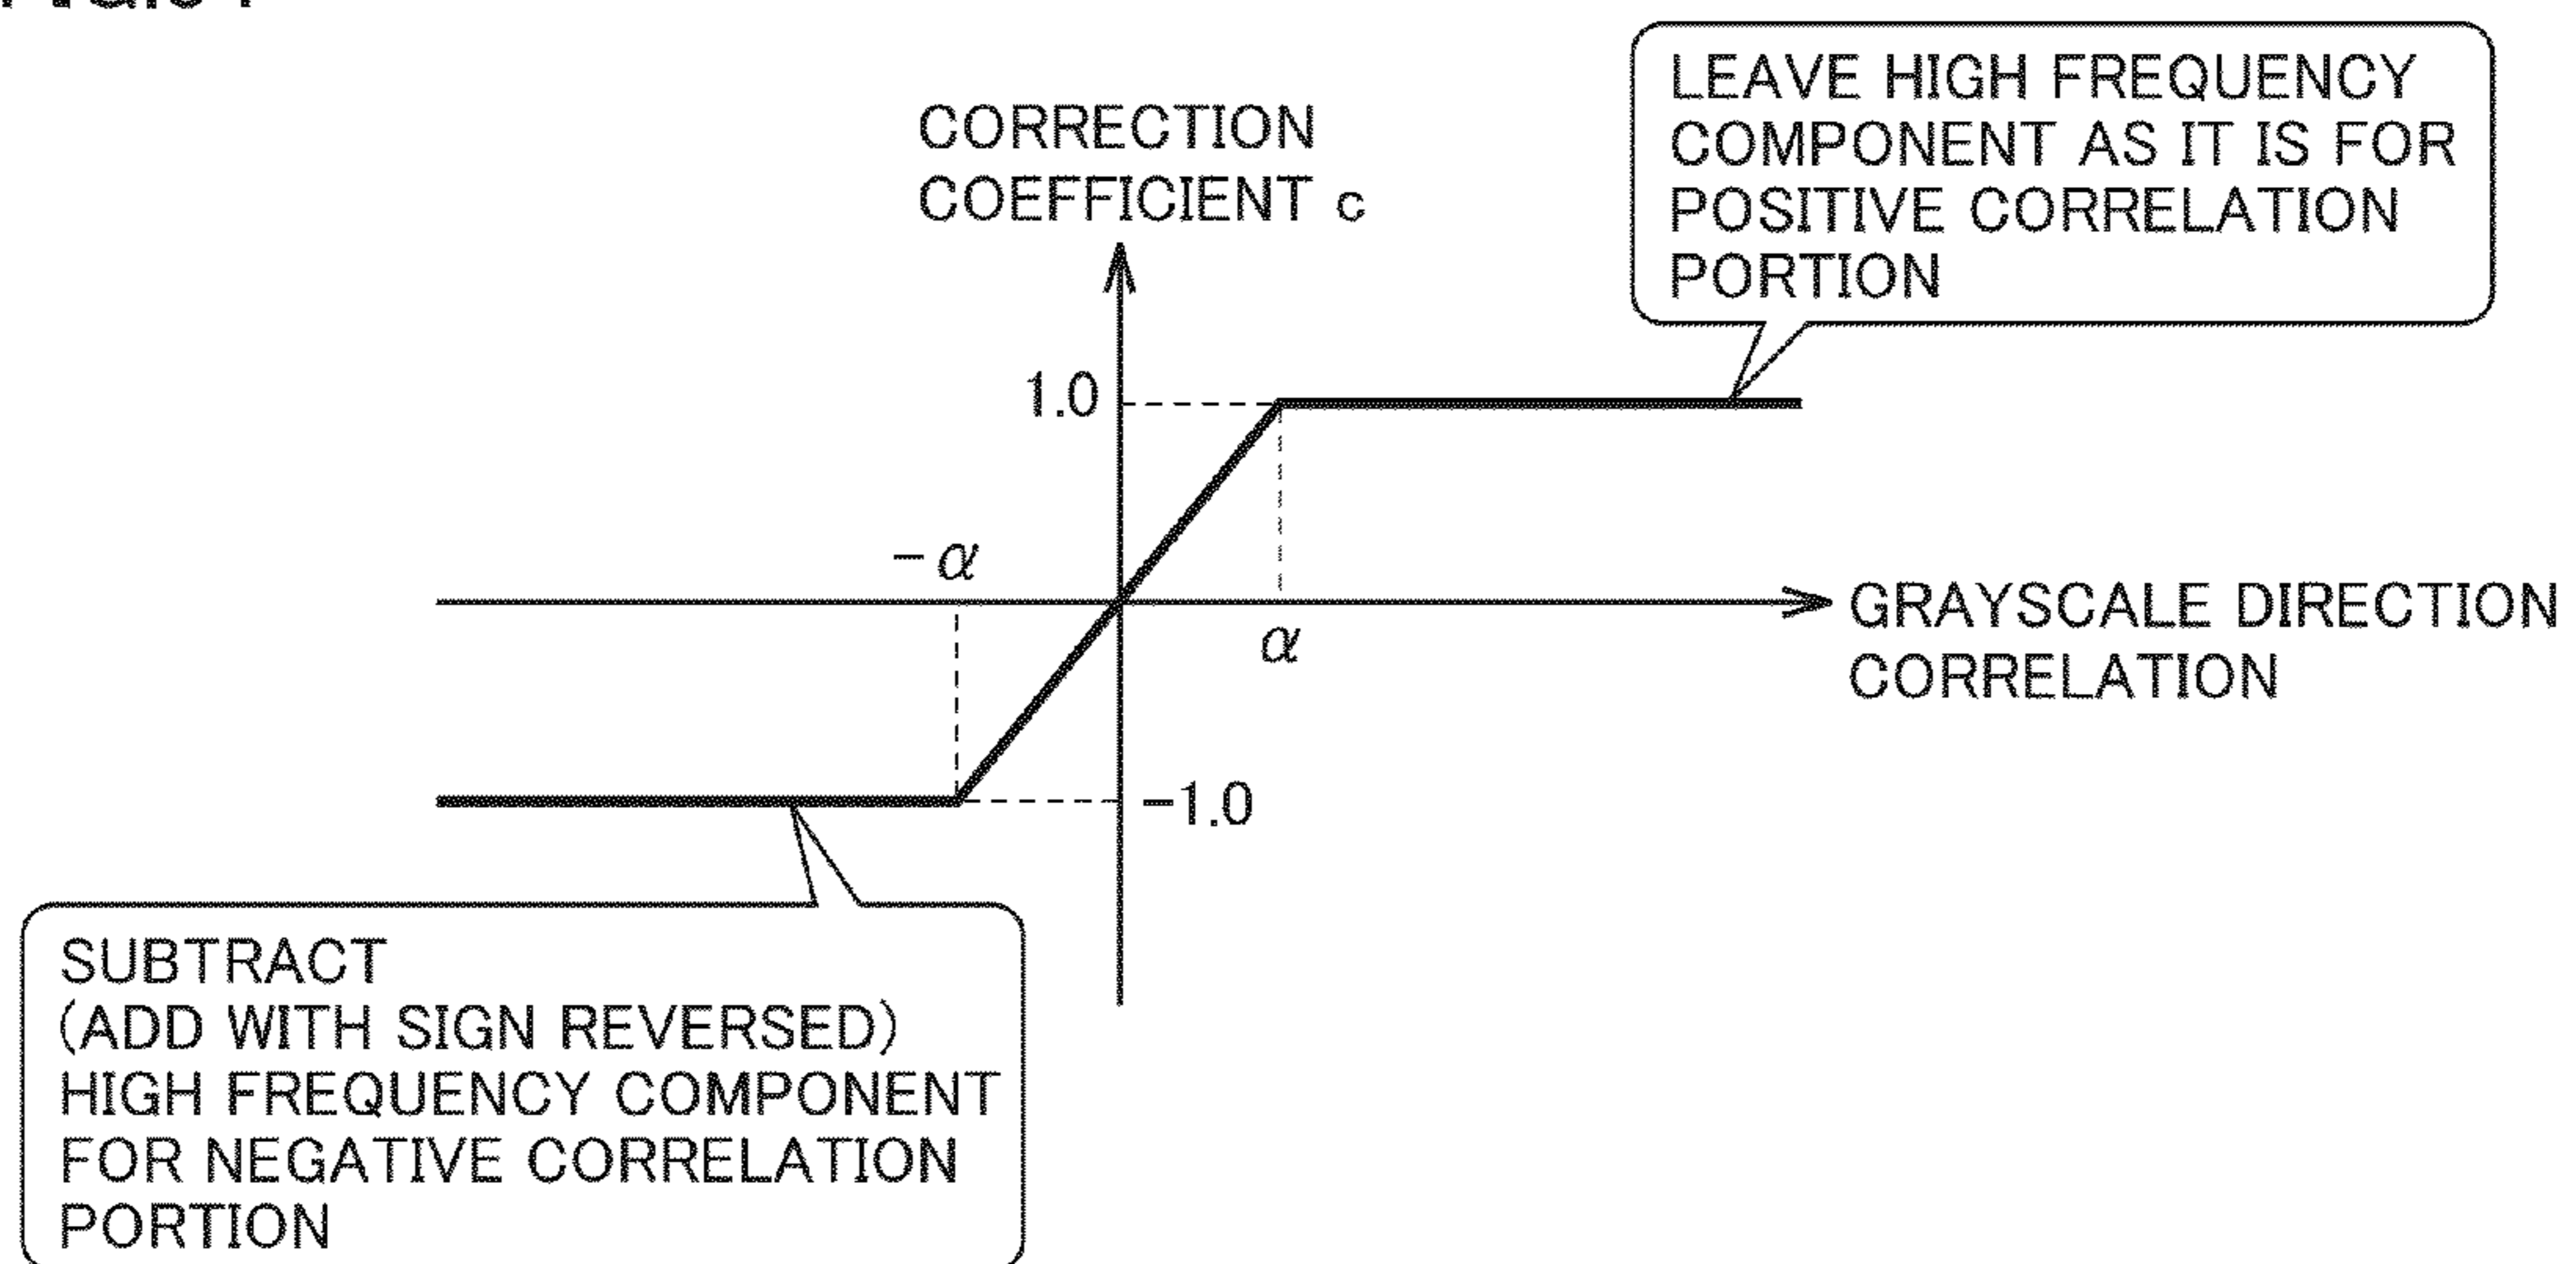 CORRECTION
COEFFICIENT c
LEAVE HIGH FREQUENCY
COMPONENT AS IT IS FOR
POSITIVE CORRELATION
PORTION
1.0
-α
α
GRAYSCALE DIRECTION
CORRELATION
-1.0
SUBTRACT
(ADD WITH SIGN REVERSED)
HIGH FREQUENCY COMPONENT
FOR NEGATIVE CORRELATION
PORTION